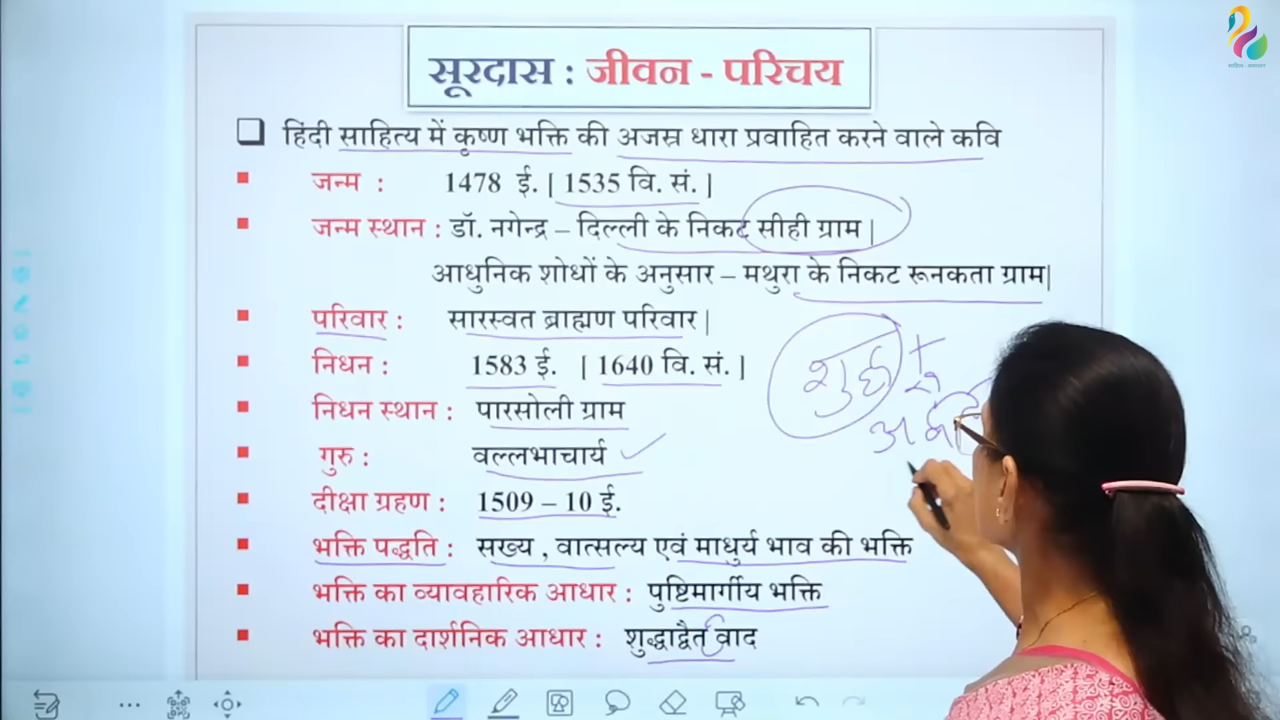 सूरदास : जीवन - परिचय
हिंदी साहित्य में कृष्ण भक्ति की अजस्र धारा प्रवाहित करने वाले कवि
जन्म : 1478 ई. | 1535 वि. सं. |
जन्म स्थान : डॉ. नगेन्द्र – दिल्ली के निकट सीही ग्राम |
आधुनिक शोधों के अनुसार – मथुरा के निकट रूनकता ग्राम|
परिवार : सारस्वत ब्राह्मण परिवार |
निधन : 1583 ई. | 1640 वि. सं. |
निधन स्थान : पारसोली ग्राम
गुरु : वल्लभाचार्य
दीक्षा ग्रहण : 1509 – 10 ई.
भक्ति पद्धति : सख्य , वात्सल्य एवं माधुर्य भाव की भक्ति
भक्ति का व्यावहारिक आधार : पुष्टिमार्गीय भक्ति
भक्ति का दार्शनिक आधार : शुद्धाद्वैत वाद
शुद्ध +